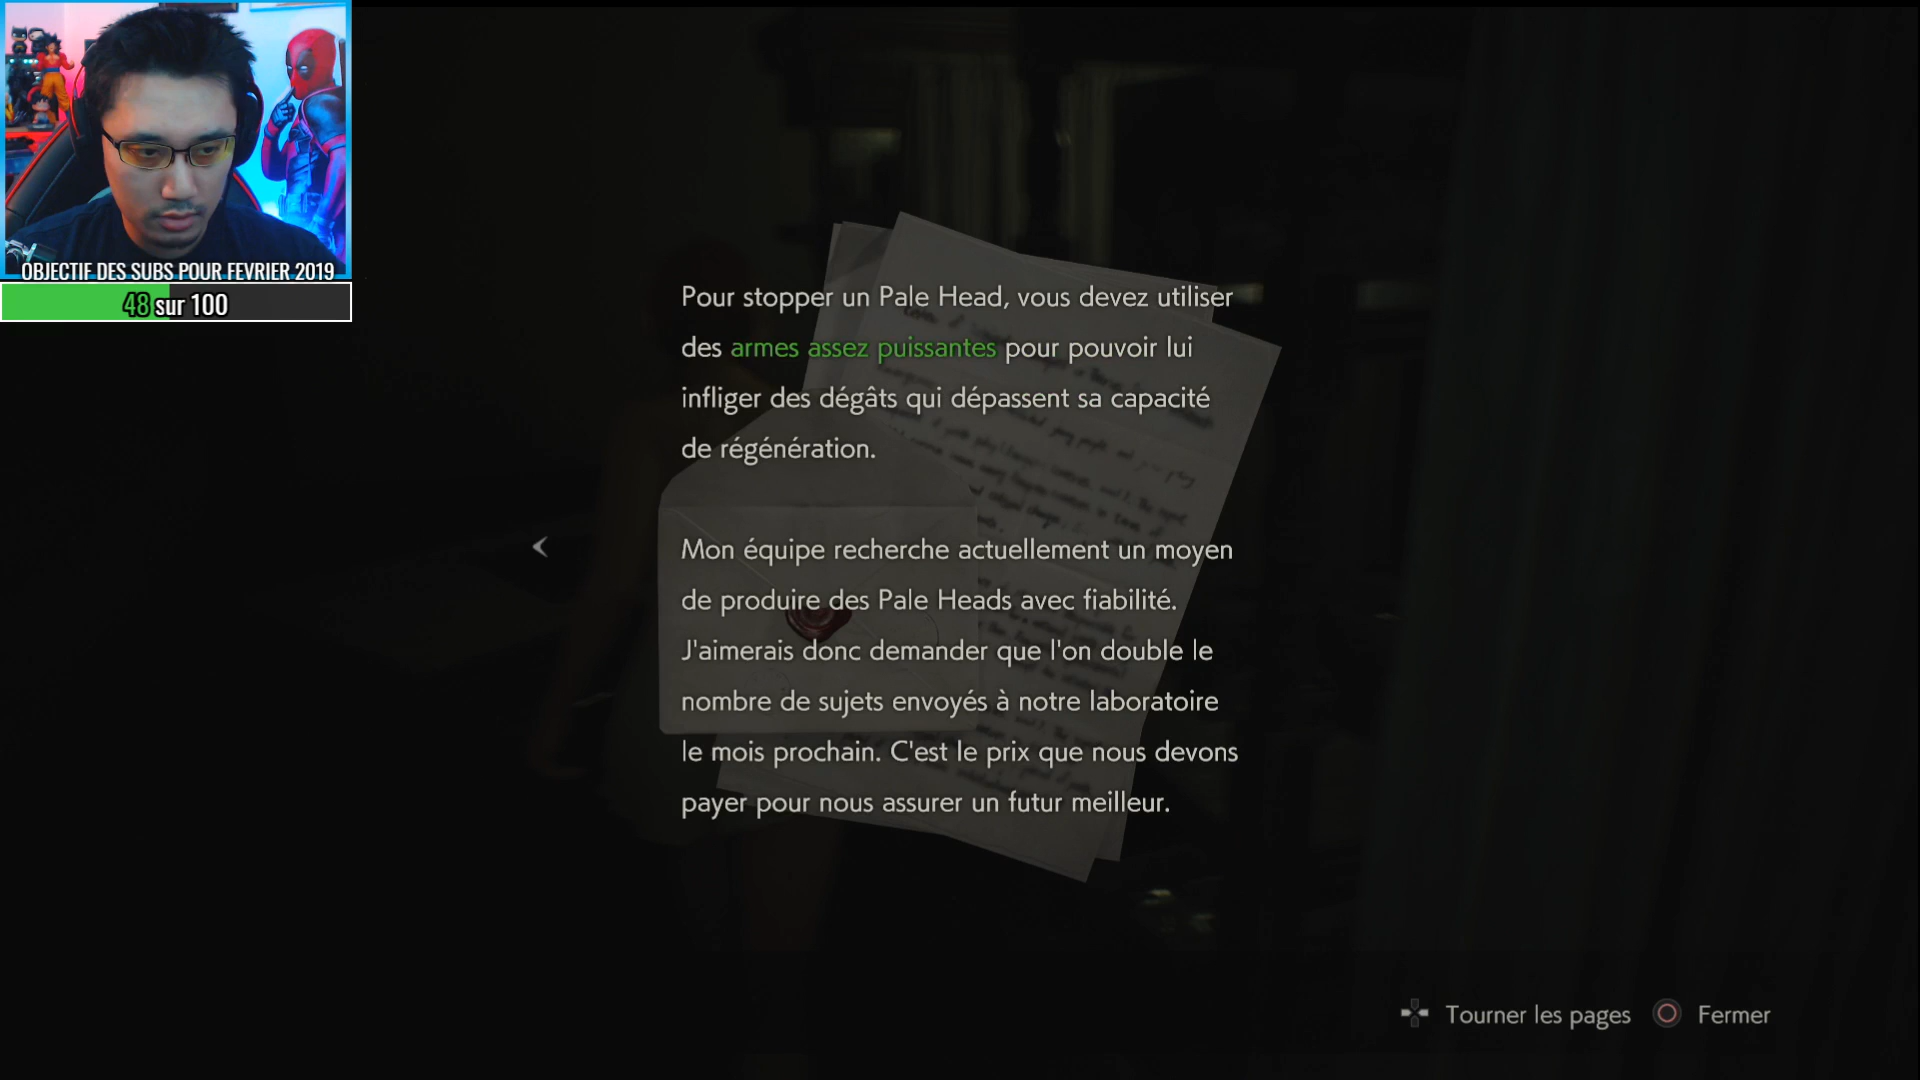 OBJECTIF DES SUBS POUR FEVRIER 2019
48 sur 100
Pour stopper un Pale Head, vous devez utiliser
des armes assez puissantes pour pouvoir lui
infliger des dégâts qui dépassent sa capacité
de régénération.
Mon équipe recherche actuellement un moyen
de produire des Pale Heads avec fiabilité.
J'aimerais donc demander que l'on double le
nombre de sujets envoyés à notre laboratoire
le mois prochain. C'est le prix que nous devons
payer pour nous assurer un futur meilleur.
Tourner les pages
Fermer